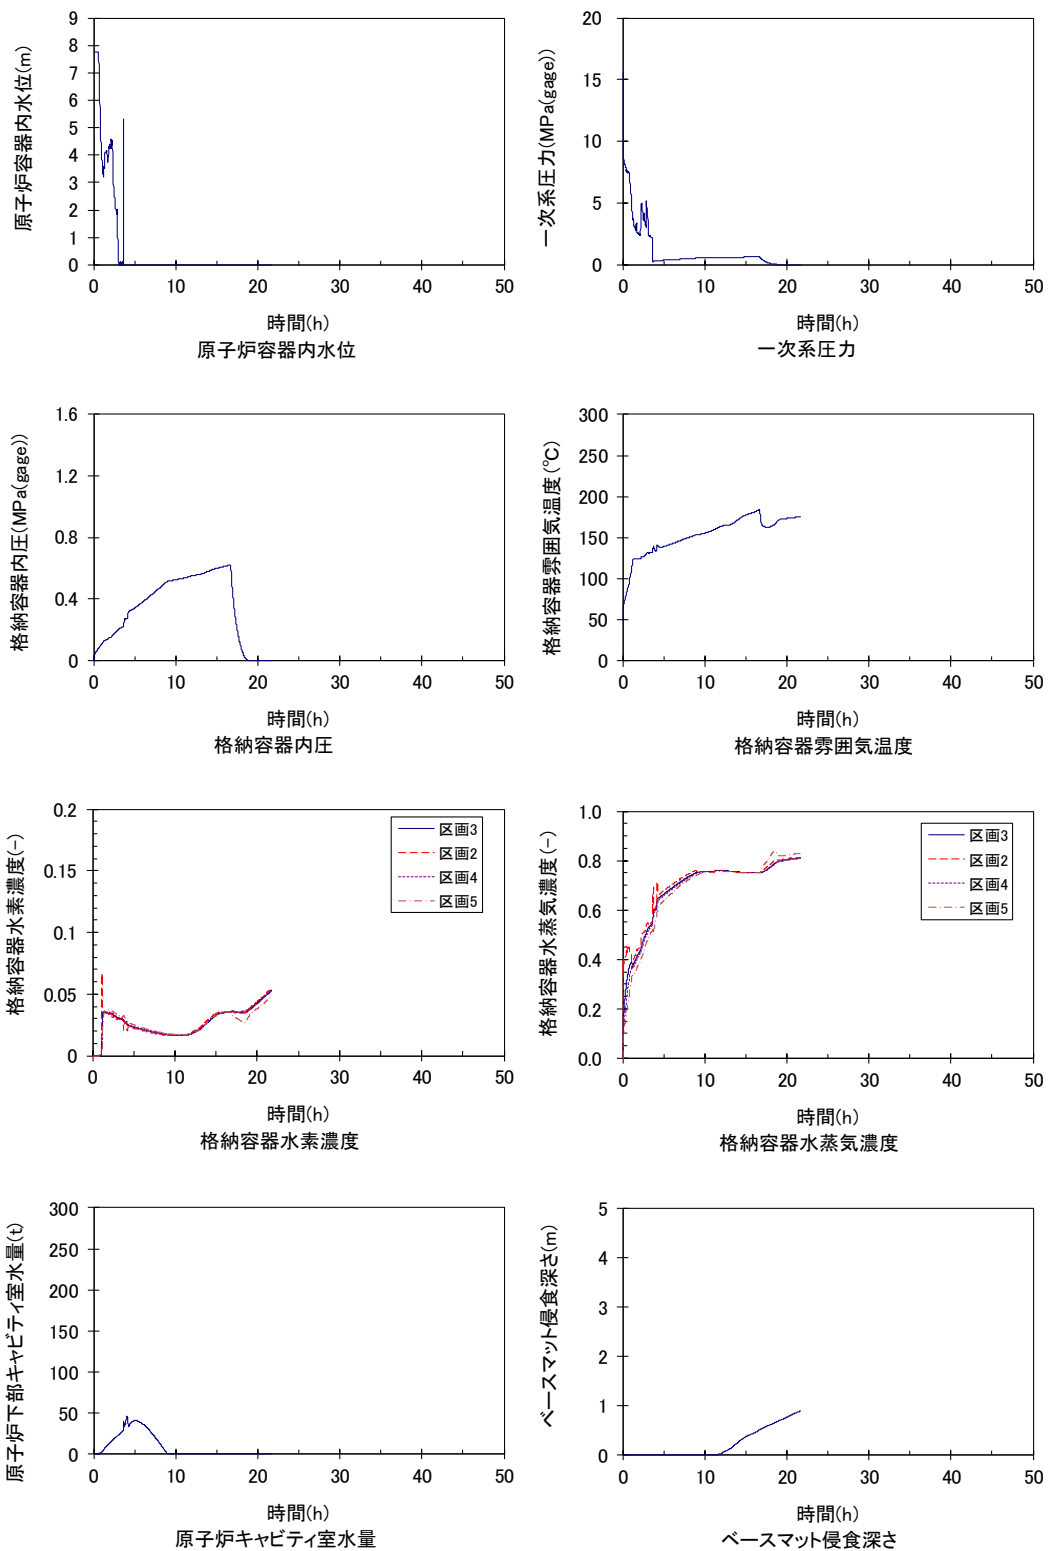 9
8
7
6
5
4
3
2
1
0
原子炉容器内水位(m)
0 10 20 30 40 50
時間(h)
原子炉容器内水位
20
15
10
5
0
一次系圧力(MPa(gage))
0 10 20 30 40 50
時間(h)
一次系圧力
1.6
1.2
0.8
0.4
0
格納容器内圧(MPa(gage))
0 10 20 30 40 50
時間(h)
格納容器内圧
300
250
200
150
100
50
0
格納容器雰囲気温度(℃)
0 10 20 30 40 50
時間(h)
格納容器雰囲気温度
0.2
0.15
0.1
0.05
0
格納容器水素濃度(-)
区画3
区画2
区画4
区画5
0 10 20 30 40 50
時間(h)
格納容器水素濃度
1.0
0.8
0.6
0.4
0.2
0.0
格納容器水蒸気濃度(-)
区画3
区画2
区画4
区画5
0 10 20 30 40 50
時間(h)
格納容器水蒸気濃度
300
250
200
150
100
50
0
原子炉下部キャビティ室水量(t)
0 10 20 30 40 50
時間(h)
原子炉キャビティ室水量
5
4
3
2
1
0
ベースマット侵食深さ(m)
0 10 20 30 40 50
時間(h)
ベースマット侵食深さ